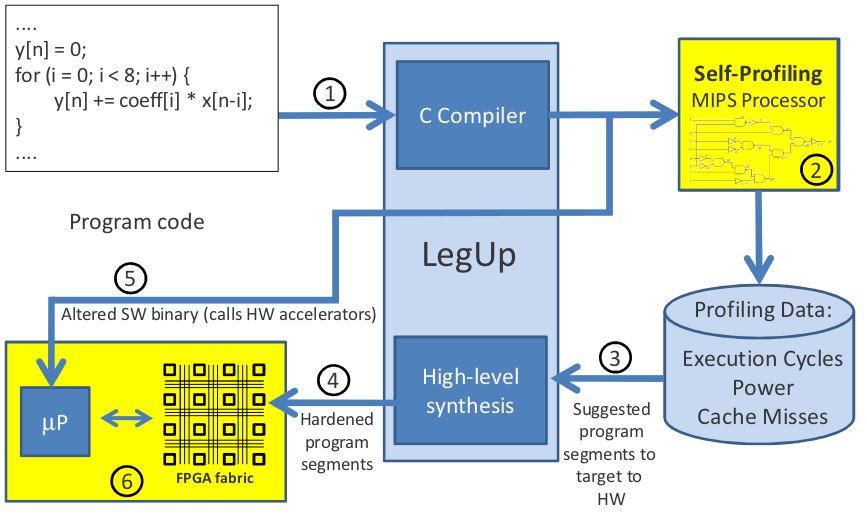 ....
y[n] = 0;
for (i = 0; i < 8; i++) {
y[n] += coeff[i] * x[n-i];
}
....
Program code
1
C Compiler
LegUp
High-level
synthesis
Self-Profiling
MIPS Processor
2
Profiling Data:
Execution Cycles
Power
Cache Misses
3
Suggested
program
segments to
target to
HW
4
Hardened
program
segments
5
Altered SW binary (calls HW accelerators)
µP
FPGA fabric
6